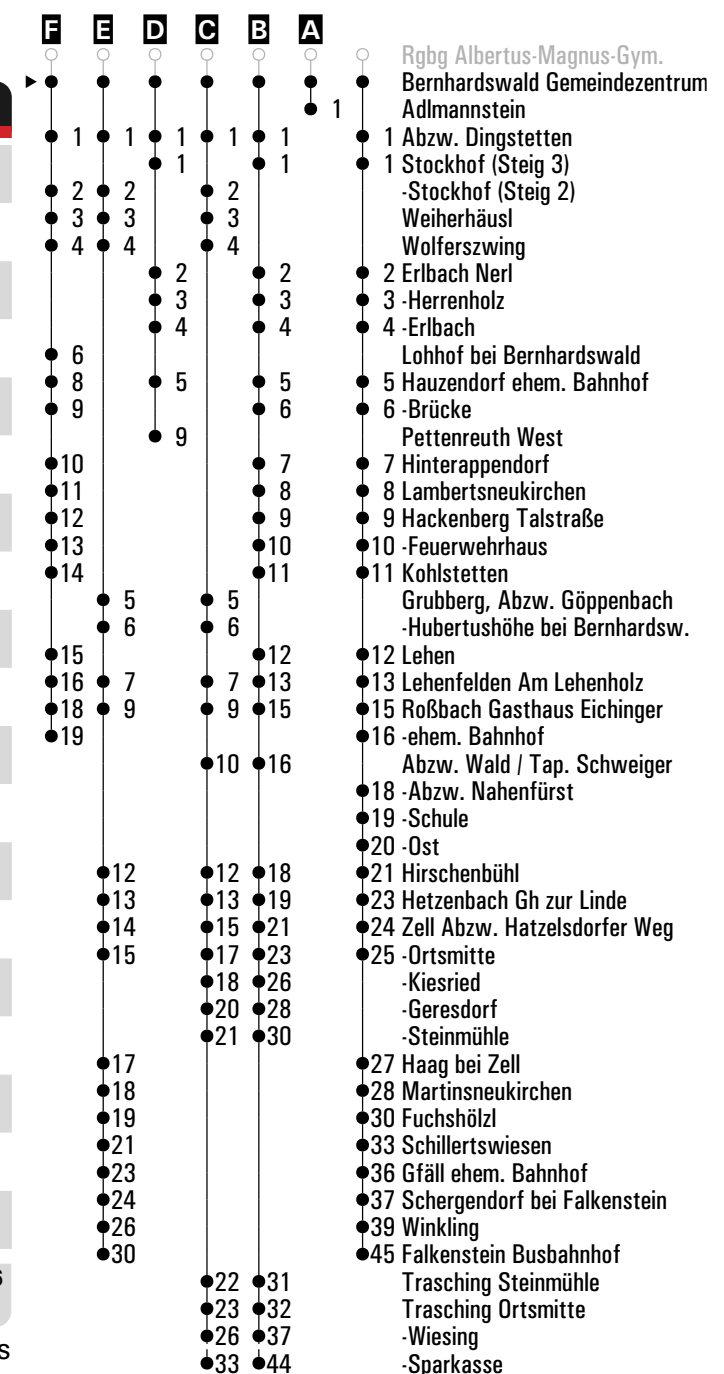 F E D C B A
Rgbg Albertus-Magnus-Gym.
Bernhardswald Gemeindezentrum
1 Adlmannstein
1 1 1 1 1 1 Abzw. Dingstetten
1 1 1 Stockhof (Steig 3)
2 2 2 -Stockhof (Steig 2)
3 3 3 Weiherhäusl
4 4 4 Wolferszwing
2 2 2 Erlbach Nerl
3 3 3 -Herrenholz
4 4 4 -Erlbach
6 Lohhof bei Bernhardswald
8 5 5 5 Hauzendorf ehem. Bahnhof
9 6 6 -Brücke
9 Pettenreuth West
10 7 7 Hinterappendorf
11 8 8 Lambertsneukirchen
12 9 9 Hackenberg Talstraße
13 10 10 -Feuerwehrhaus
14 11 11 Kohlstetten
5 5 Grubberg, Abzw. Göppenbach
6 6 -Hubertushöhe bei Bernhardsw.
15 12 12 Lehen
16 7 7 13 13 Lehenfelden Am Lehenholz
18 9 9 15 15 Roßbach Gasthaus Eichinger
19 16 -ehem. Bahnhof
10 16 Abzw. Wald / Tap. Schweiger
18 -Abzw. Nahenfürst
19 -Schule
20 -Ost
12 12 18 21 Hirschenbühl
13 13 19 23 Hetzenbach Gh zur Linde
14 15 21 24 Zell Abzw. Hatzelsdorfer Weg
15 17 23 25 -Ortsmitte
18 26 -Kiesried
20 28 -Geresdorf
21 30 -Steinmühle
17 27 Haag bei Zell
18 28 Martinsneukirchen
19 30 Fuchshölzl
21 33 Schillertswiesen
23 36 Gfäll ehem. Bahnhof
24 37 Schergendorf bei Falkenstein
26 39 Winkling
30 45 Falkenstein Busbahnhof
22 31 Trasching Steinmühle
23 32 Trasching Ortsmitte
26 37 -Wiesing
s 33 44 -Sparkasse